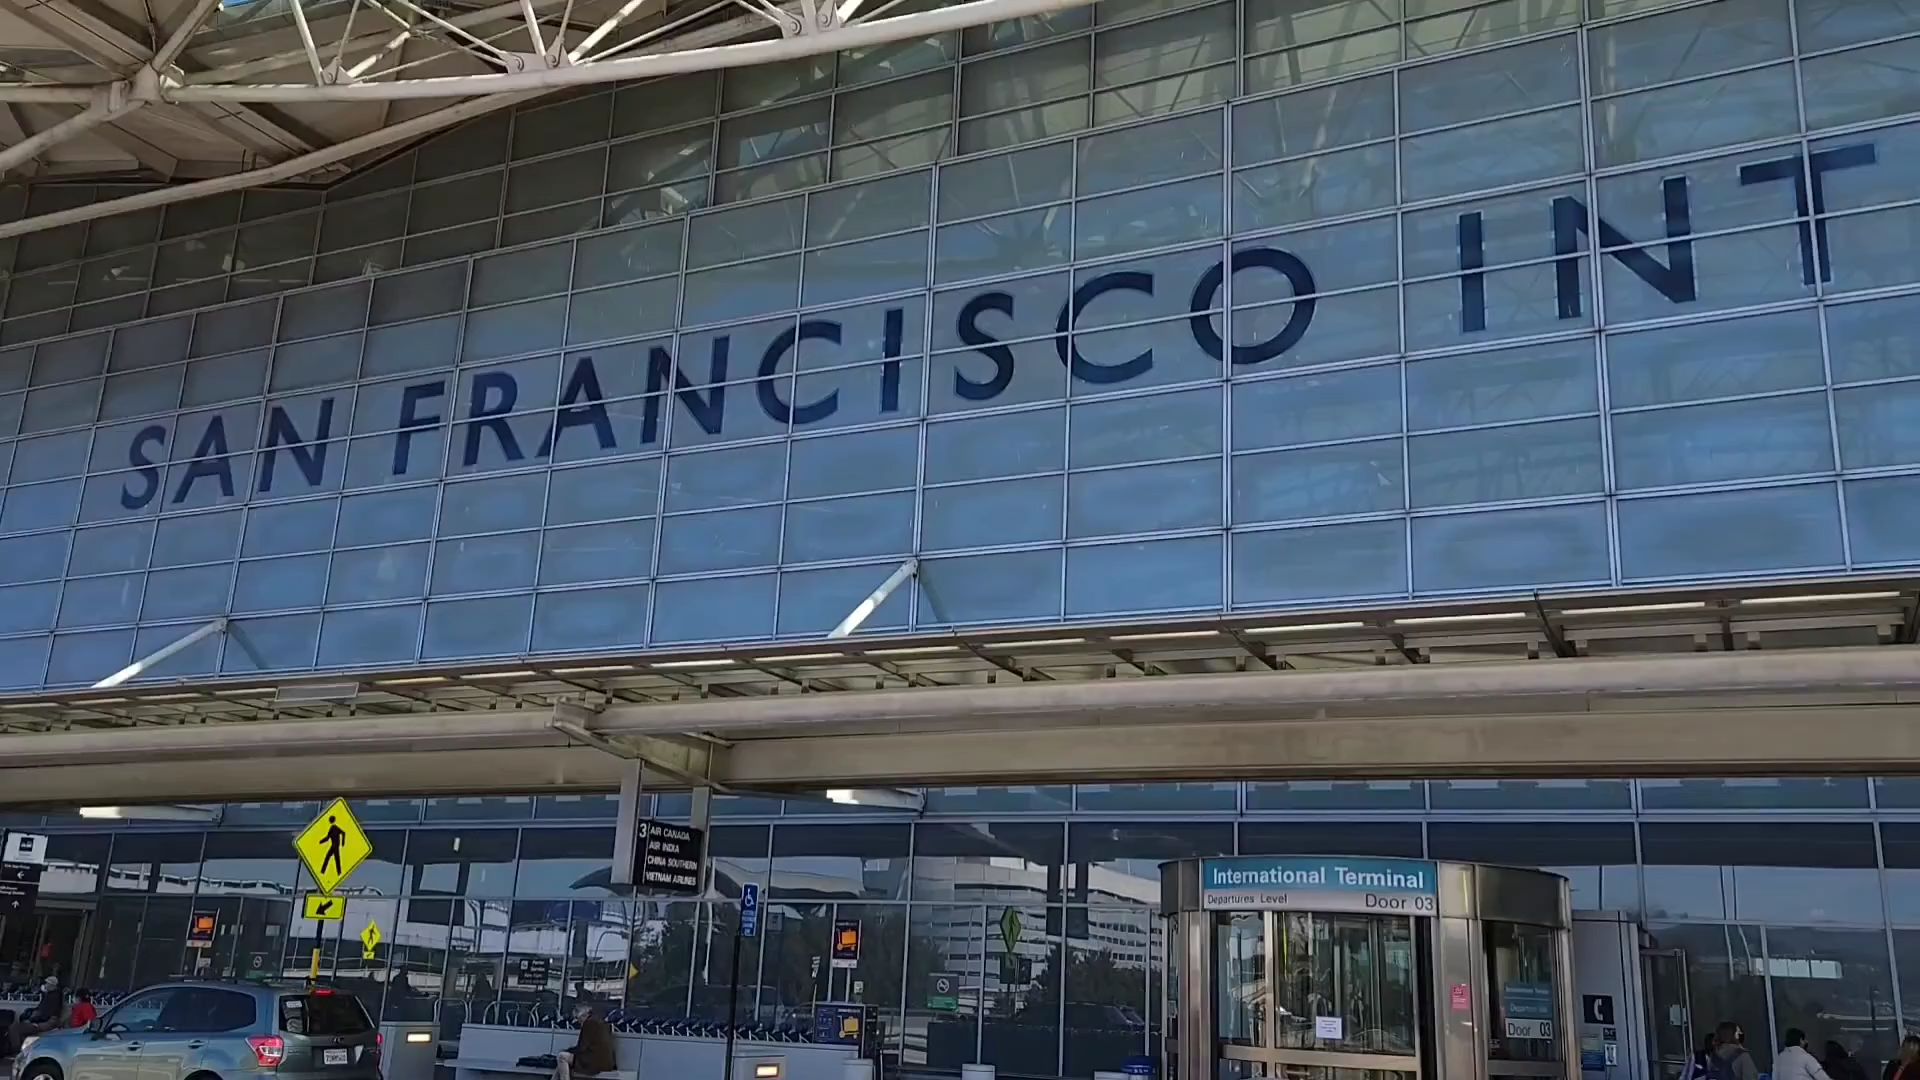 SAN FRANCISCO INT
3 AIR CANADA
AIR INDIA
CHINA SOUTHERN
VIETNAM AIRLINES
International Terminal
Departures Level Door 03
Door 03